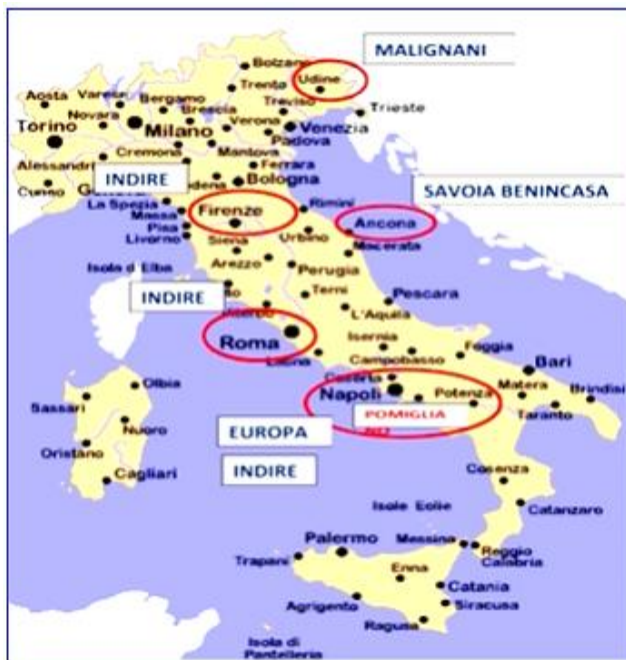 MALIGNANI
Bolzano
Udine
Trento
Aosta
Varese
Bergamo
Treviso
Trieste
Novara
Brescia
Verona
Venezia
Torino
Milano
Padova
Cremona
Mantova
Alessandri
Ferrara
INDIRE
Bologna
SAVOIA BENINCASA
Cuneo
La Spezia
Rimini
Massa
Firenze
Ancona
Pisa
Urbino
Livorno
Siena
Macerata
Isola d Elba
Arezzo
Perugia
INDIRE
Terni
Pescara
L'Aquila
Roma
Isernia
Foggia
Latina
Campobasso
Bari
Caserta
Olbia
Napoli
Potenza
Matera
Brindisi
Sassari
POMIGLIA
Taranto
Nuoro
EUROPA
Oristano
INDIRE
Cosenza
Cagliari
Isole Eolie
Catanzaro
Palermo
Messina
Trapani
Reggio
Calabria
Enna
Catania
Agrigento
Siracusa
Ragusa
Isola di
Pantelleria